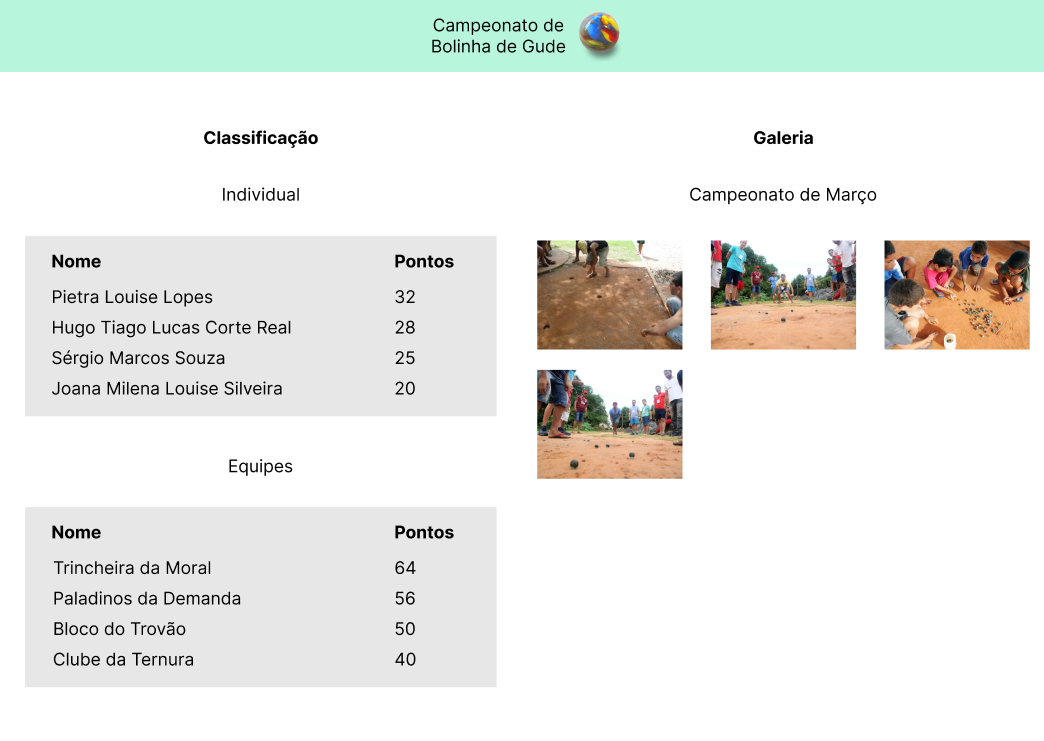 Campeonato de
Bolinha de Gude
Classificação
Individual
Nome Pontos
Pietra Louise Lopes 32
Hugo Tiago Lucas Corte Real 28
Sérgio Marcos Souza 25
Joana Milena Louise Silveira 20
Equipes
Nome Pontos
Trincheira da Moral 64
Paladinos da Demanda 56
Bloco do Trovão 50
Clube da Ternura 40
Galeria
Campeonato de Março